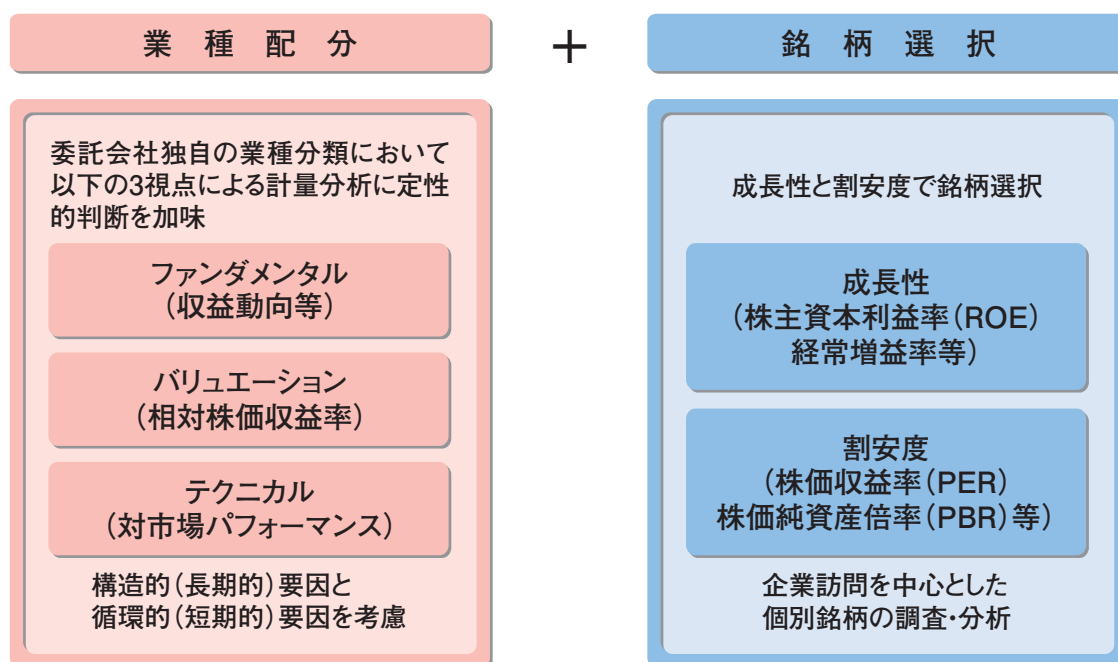 業種配分
+
銘柄選択
委託会社独自の業種分類において
以下の3視点による計量分析に定性
的判断を加味
ファンダメンタル
(収益動向等)
バリュエーション
(相対株価収益率)
テクニカル
(対市場パフォーマンス)
構造的(長期的)要因と
循環的(短期的)要因を考慮
成長性と割安度で銘柄選択
成長性
(株主資本利益率(ROE)
経常増益率等)
割安度
(株価収益率(PER)
株価純資産倍率(PBR)等)
企業訪問を中心とした
個別銘柄の調査・分析